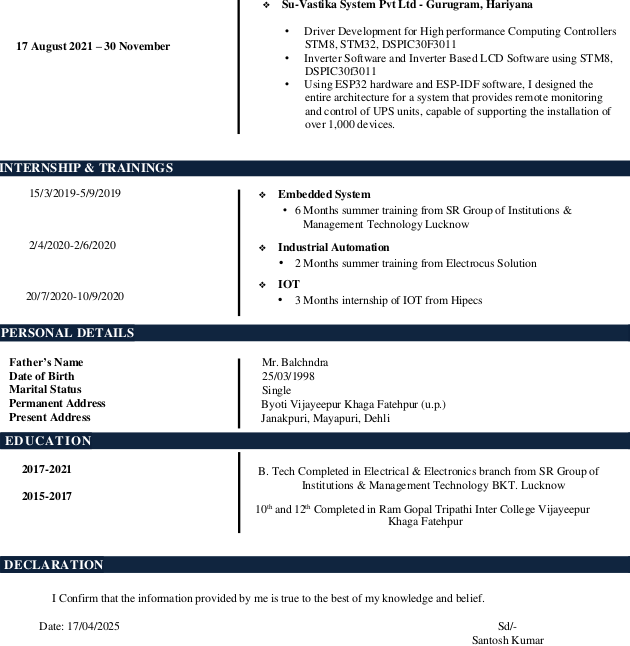 ❖ Su-Vastika System Pvt Ltd - Gurugram, Hariyana
• Driver Development for High performance Computing Controllers
17 August 2021 – 30 November
STM8, STM32, DSPIC30F3011
• Inverter Software and Inverter Based LCD Software using STM8,
DSPIC30f3011
• Using ESP32 hardware and ESP-IDF software, I designed the
entire architecture for a system that provides remote monitoring
and control of UPS units, capable of supporting the installation of
over 1,000 devices.
INTERNSHIP & TRAININGS
15/3/2019-5/9/2019
❖ Embedded System
• 6 Months summer training from SR Group of Institutions &
Management Technology Lucknow
2/4/2020-2/6/2020
❖ Industrial Automation
• 2 Months summer training from Electrocus Solution
❖ IOT
20/7/2020-10/9/2020
• 3 Months internship of IOT from Hipecs
PERSONAL DETAILS
Father's Name Mr. Balchndra
Date of Birth 25/03/1998
Marital Status Single
Permanent Address Byoti Vijayeepur Khaga Fatehpur (u.p.)
Present Address Janakpuri, Mayapuri, Dehli
EDUCATION
2017-2021 B. Tech Completed in Electrical & Electronics branch from SR Group of
Institutions & Management Technology BKT. Lucknow
2015-2017
10th and 12th Completed in Ram Gopal Tripathi Inter College Vijayeepur
Khaga Fatehpur
DECLARATION
I Confirm that the information provided by me is true to the best of my knowledge and belief.
Date: 17/04/2025 Sd/-
Santosh Kumar